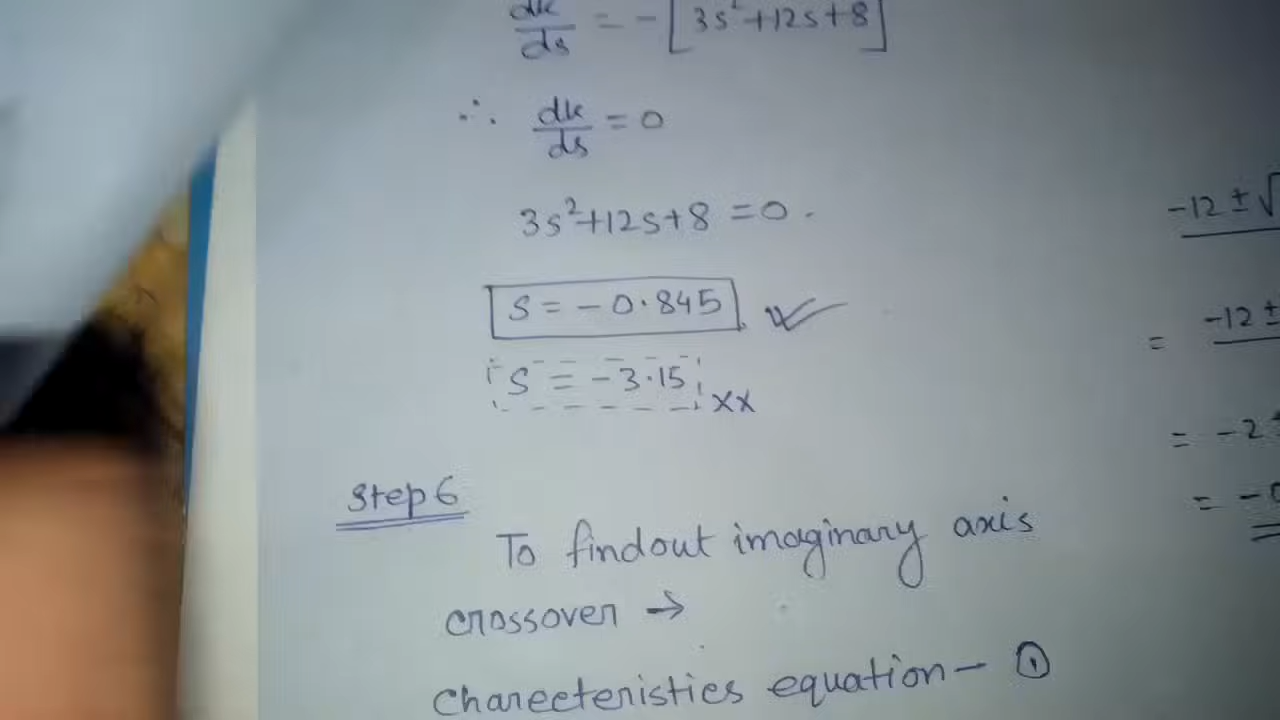 dk/ds = -[3s²+12s+8]
∴ dk/ds = 0
3s²+12s+8 = 0.
S = -0.845
S = -3.15 xx
Step 6
To findout imaginary axis
crossover →
charecteristics equation - ①
-12 ± √
= -12 ±
= -2 ±
= -0